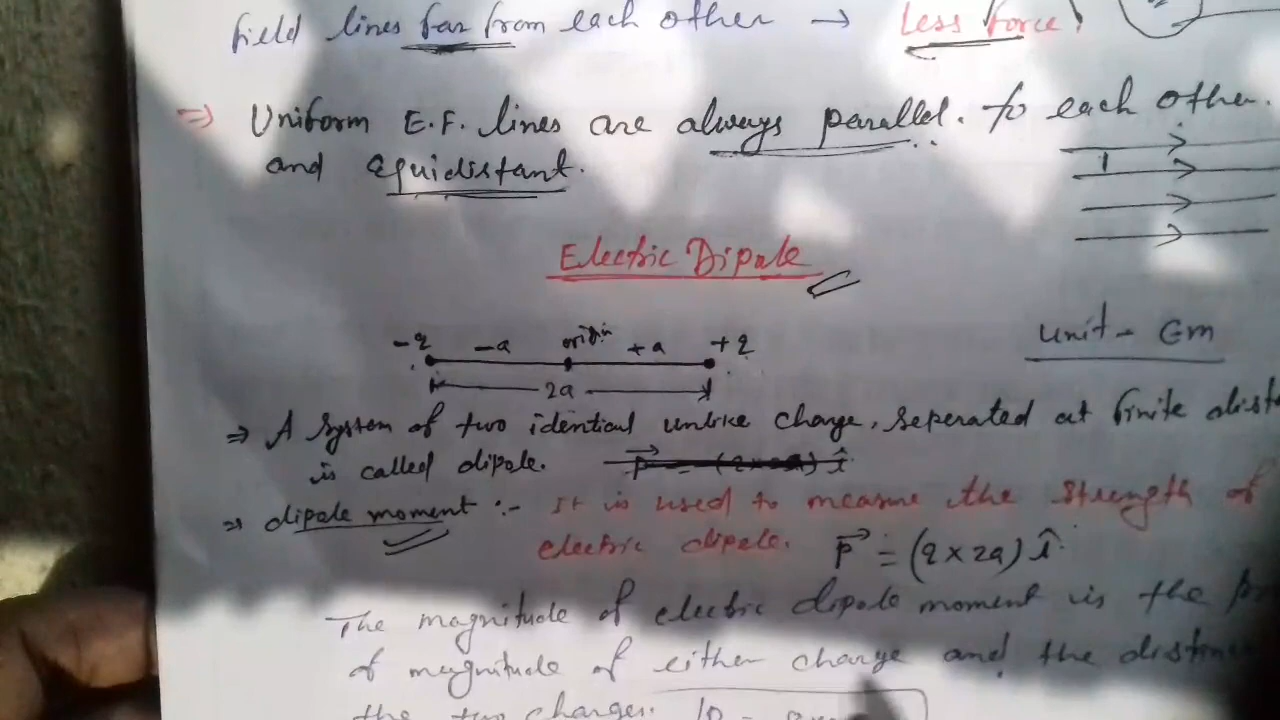 field lines far from each other → Less force!
⇒ Uniform E.F. lines are always parallel. to each other.
and equidistant.
Electric Dipole
-q -a origin +a +q
2a
Unit - Cm
⇒ A system of two identical unlike charge, seperated at finite
is called dipole.
⇒ dipole moment :- It is used to measure the strength of
electric dipole. p⃗ = (q x 2a) î
The magnitude of electric dipole moment is the
of magnitude of either charge and the
the two charges.